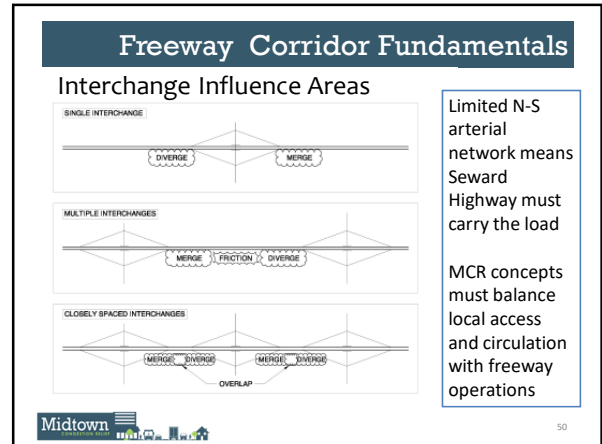 Freeway Corridor Fundamentals
Interchange Influence Areas
SINGLE INTERCHANGE
DIVERGE
MERGE
MULTIPLE INTERCHANGES
MERGE
FRICTION
DIVERGE
CLOSELY SPACED INTERCHANGES
MERGE
DIVERGE
MERGE
DIVERGE
OVERLAP
Limited N-S
arterial
network means
Seward
Highway must
carry the load
MCR concepts
must balance
local access
and circulation
with freeway
operations
Midtown
CONGESTION RELIEF
50